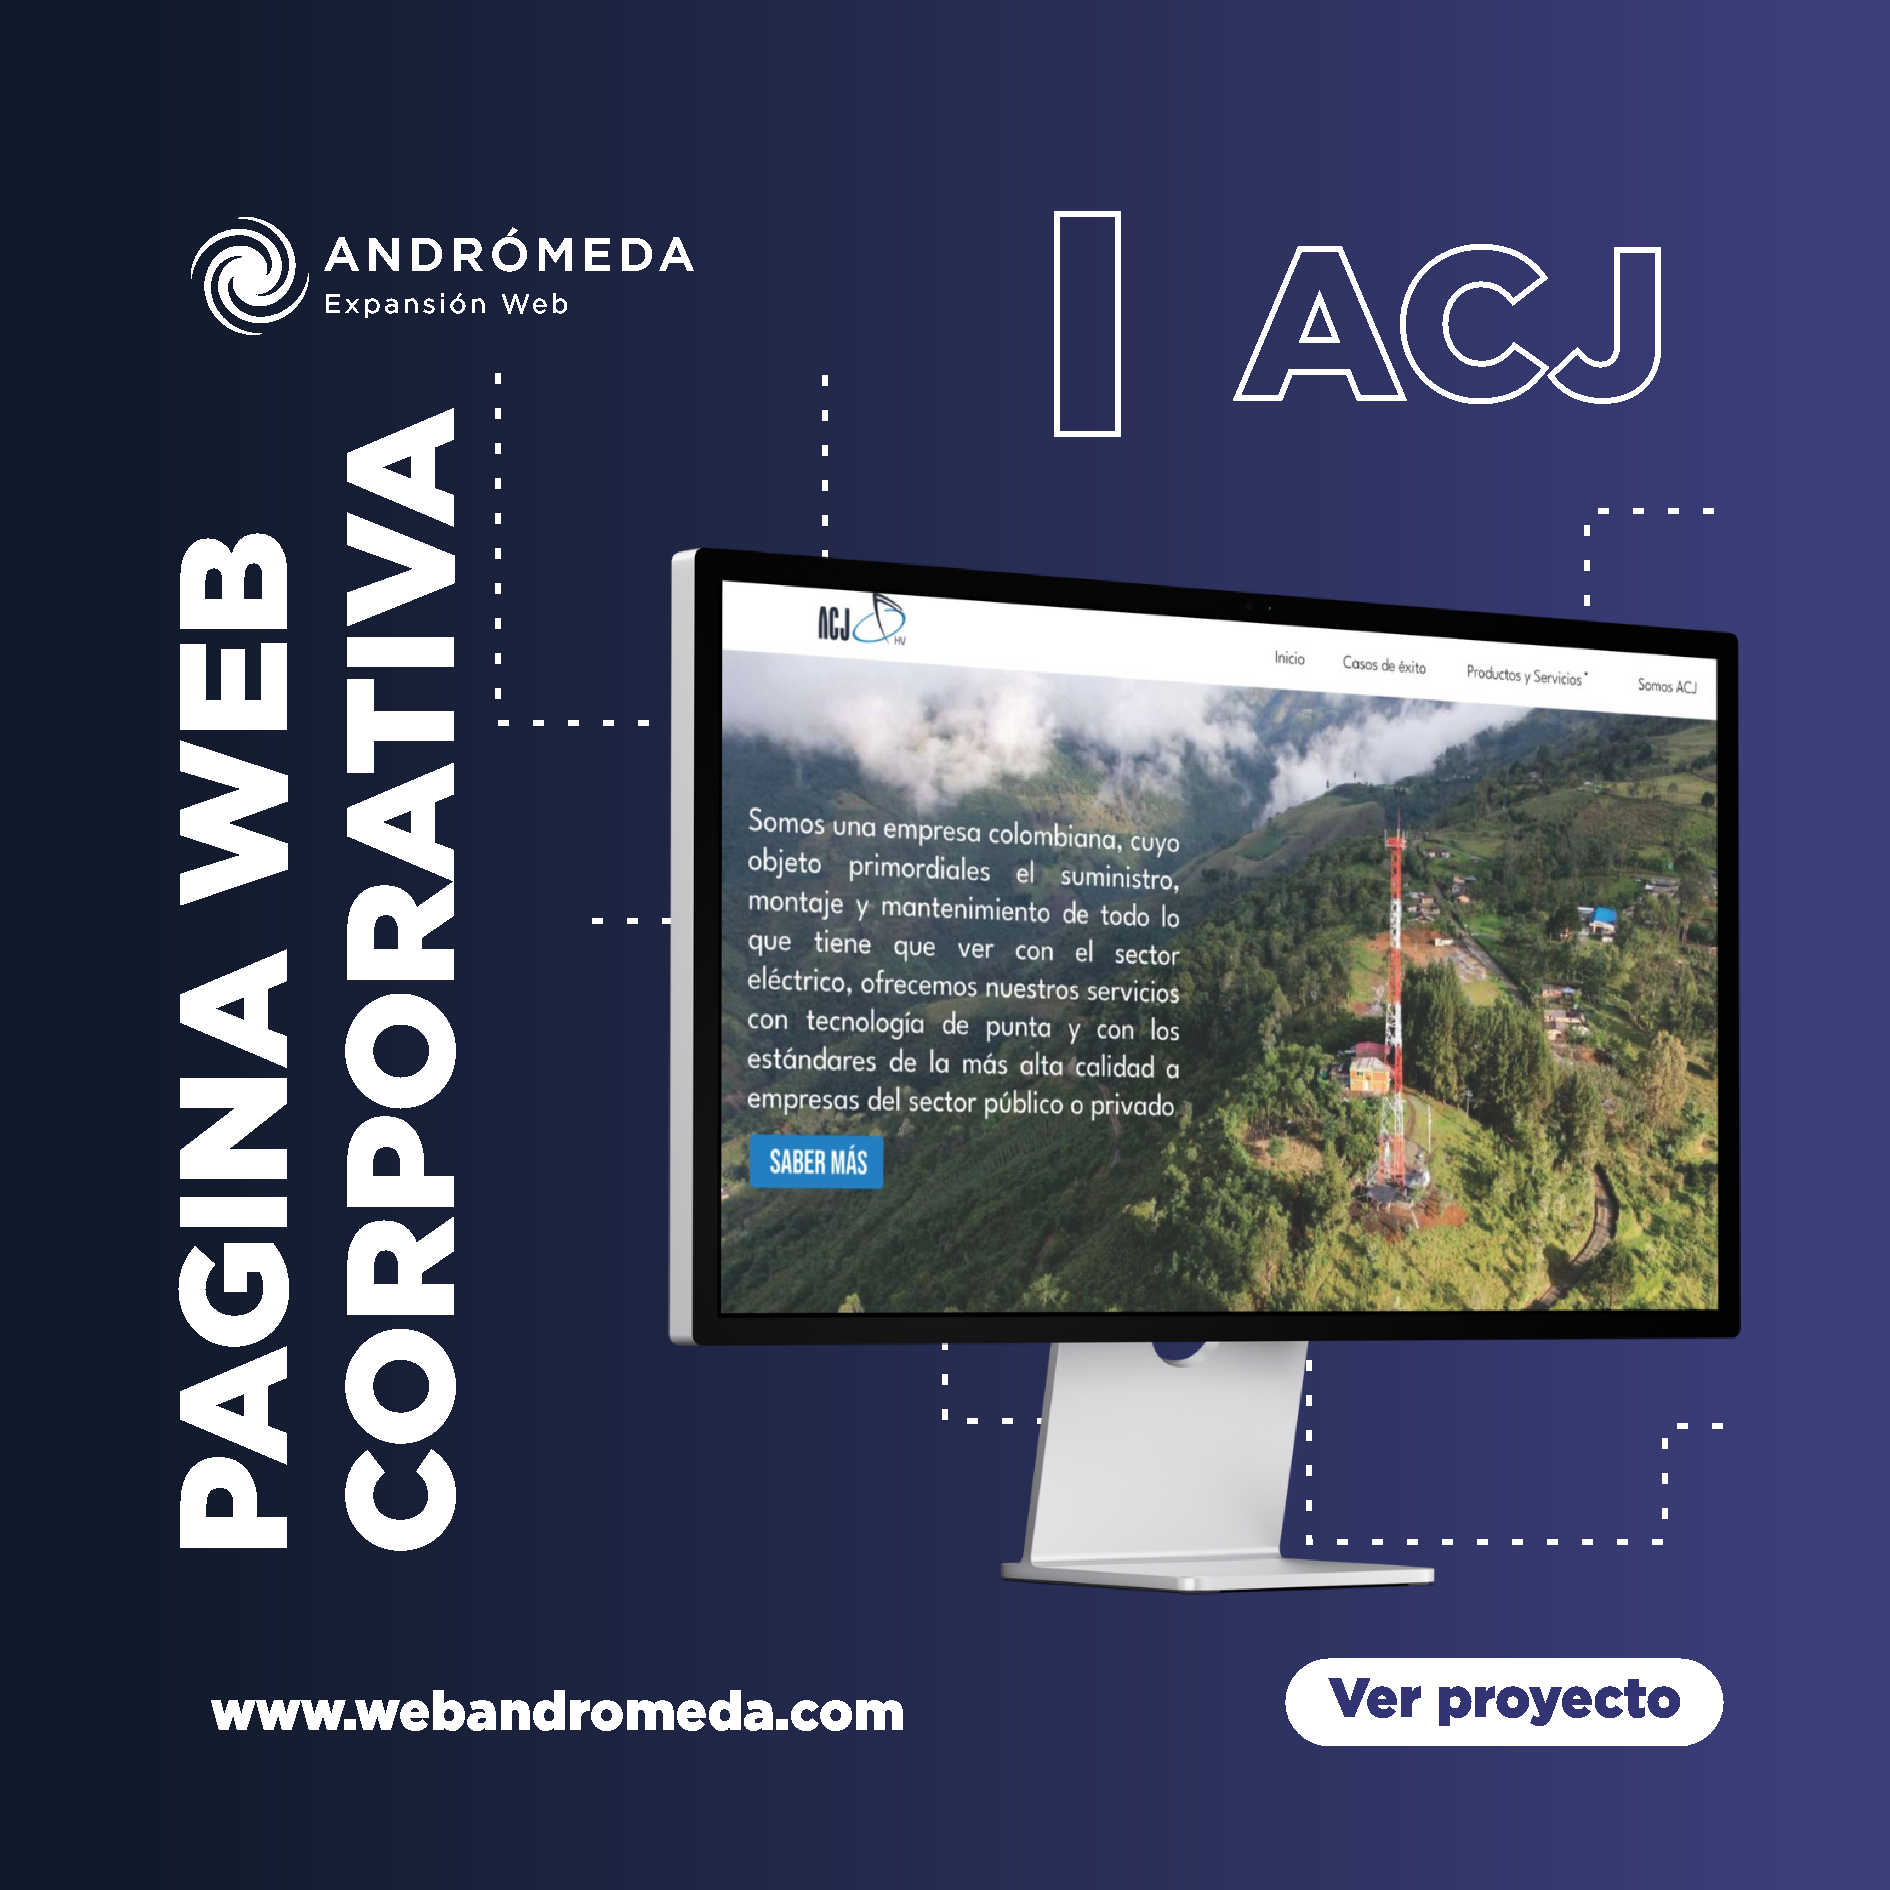 ANDRÓMEDA
Expansión Web
ACJ
PAGINA WEB
CORPORATIVA
ACJ
HV
Inicio
Casos de éxito
Productos y Servicios
Somos ACJ
Somos una empresa colombiana, cuyo
objeto primordiales el suministro,
montaje y mantenimiento de todo lo
que tiene que ver con el sector
eléctrico, ofrecemos nuestros servicios
con tecnología de punta y con los
estándares de la más alta calidad a
empresas del sector público o privado
SABER MÁS
www.webandromeda.com
Ver proyecto